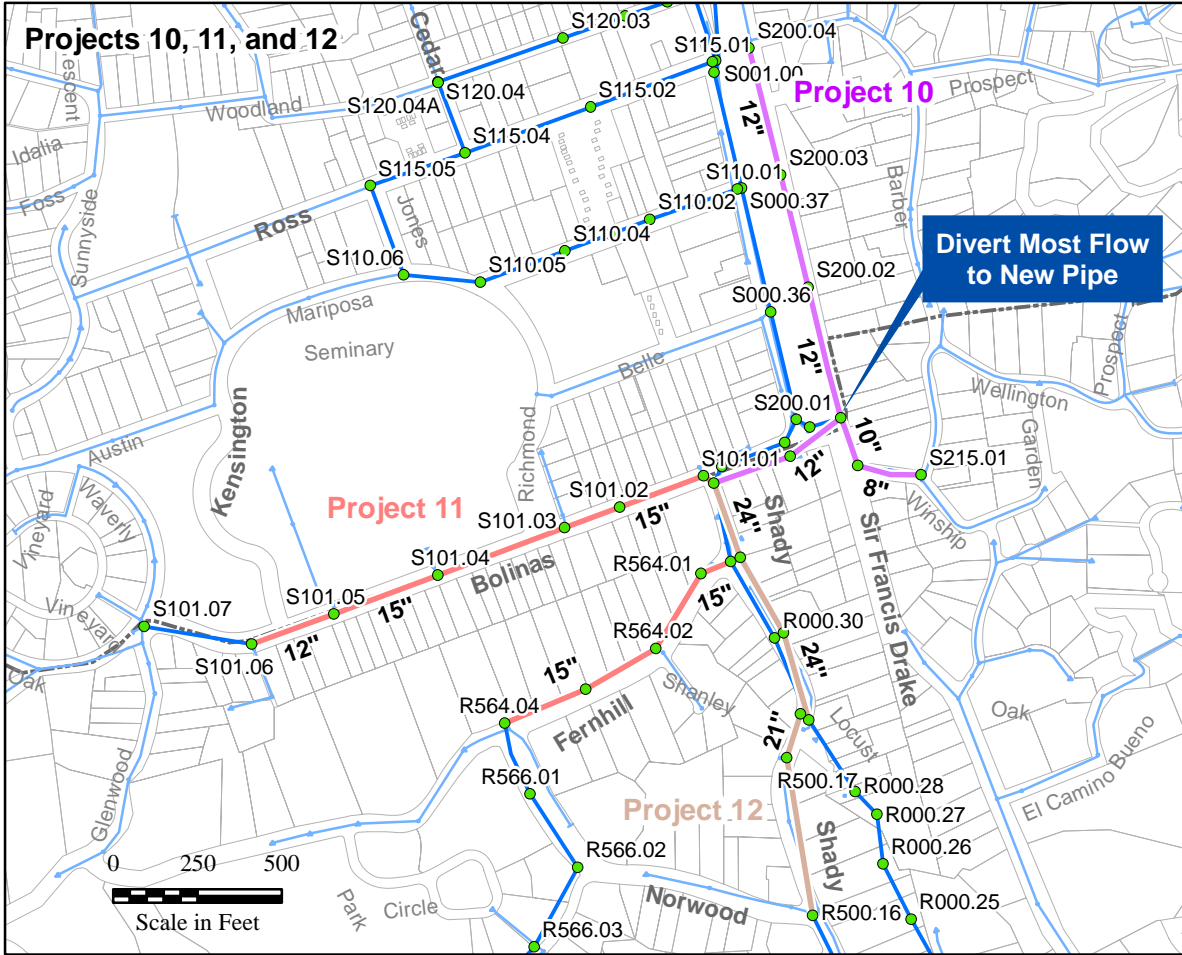 Projects 10, 11, and 12
Cedar
S120.03
S200.04
S115.01
S001.00
Prospect
Project 10
S120.04
S120.04A
Woodland
S115.02
12"
Idalia
S115.04
S200.03
S115.05
S110.01
Barber
Foss
S110.02
S000.37
Jones
Ross
Sunnyside
S110.04
Divert Most Flow
to New Pipe
S110.06
S110.05
S200.02
Mariposa
S000.36
Seminary
Belle
12"
Prospect
Wellington
Kensington
S200.01
Richmond
Garden
Austin
10"
S101.01
12"
S215.01
8"
Waverly
Project 11
S101.02
15"
24"
Shady
Winship
Vineyard
S101.03
Sir Francis Drake
S101.04
Bolinas
R564.01
S101.05
15"
15"
Vineyard
S101.07
R564.02
R000.30
12"
S101.06
24"
Oak
15"
Shanley
R564.04
Fernhill
Oak
21"
Locust
R566.01
R500.17
R000.28
El Camino Bueno
Glenwood
Project 12
R000.27
Shady
R566.02
R000.26
0 250 500
Scale in Feet
Park
Circle
Norwood
R500.16
R000.25
R566.03